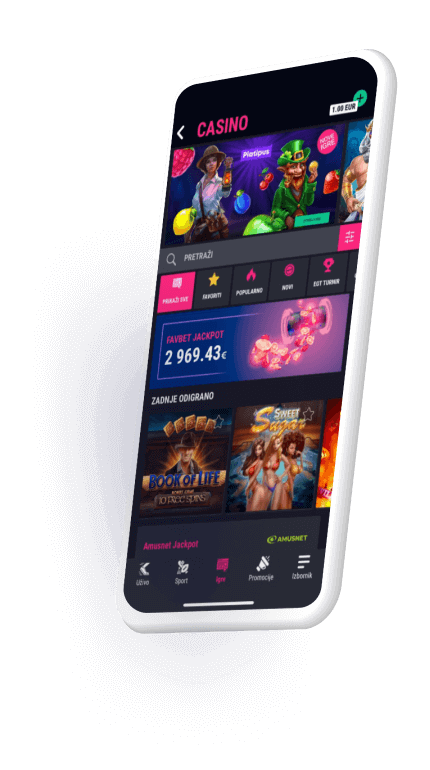 1.00 EUR
CASINO
Platipus
NOVE
IGRE
PRETRAŽI
PRIKAŽI SVE
FAVORITI
POPULARNO
NOVI
EGT TURNIR
FAVBET JACKPOT
2 969.43€
ZADNJE ODIGRANO
BOOK OF LIFE
10 FREE SPINS
SWEET
Sugar
Amusnet Jackpot
AMUSNET
Uživo
Sport
Igre
Promocije
Izbornik